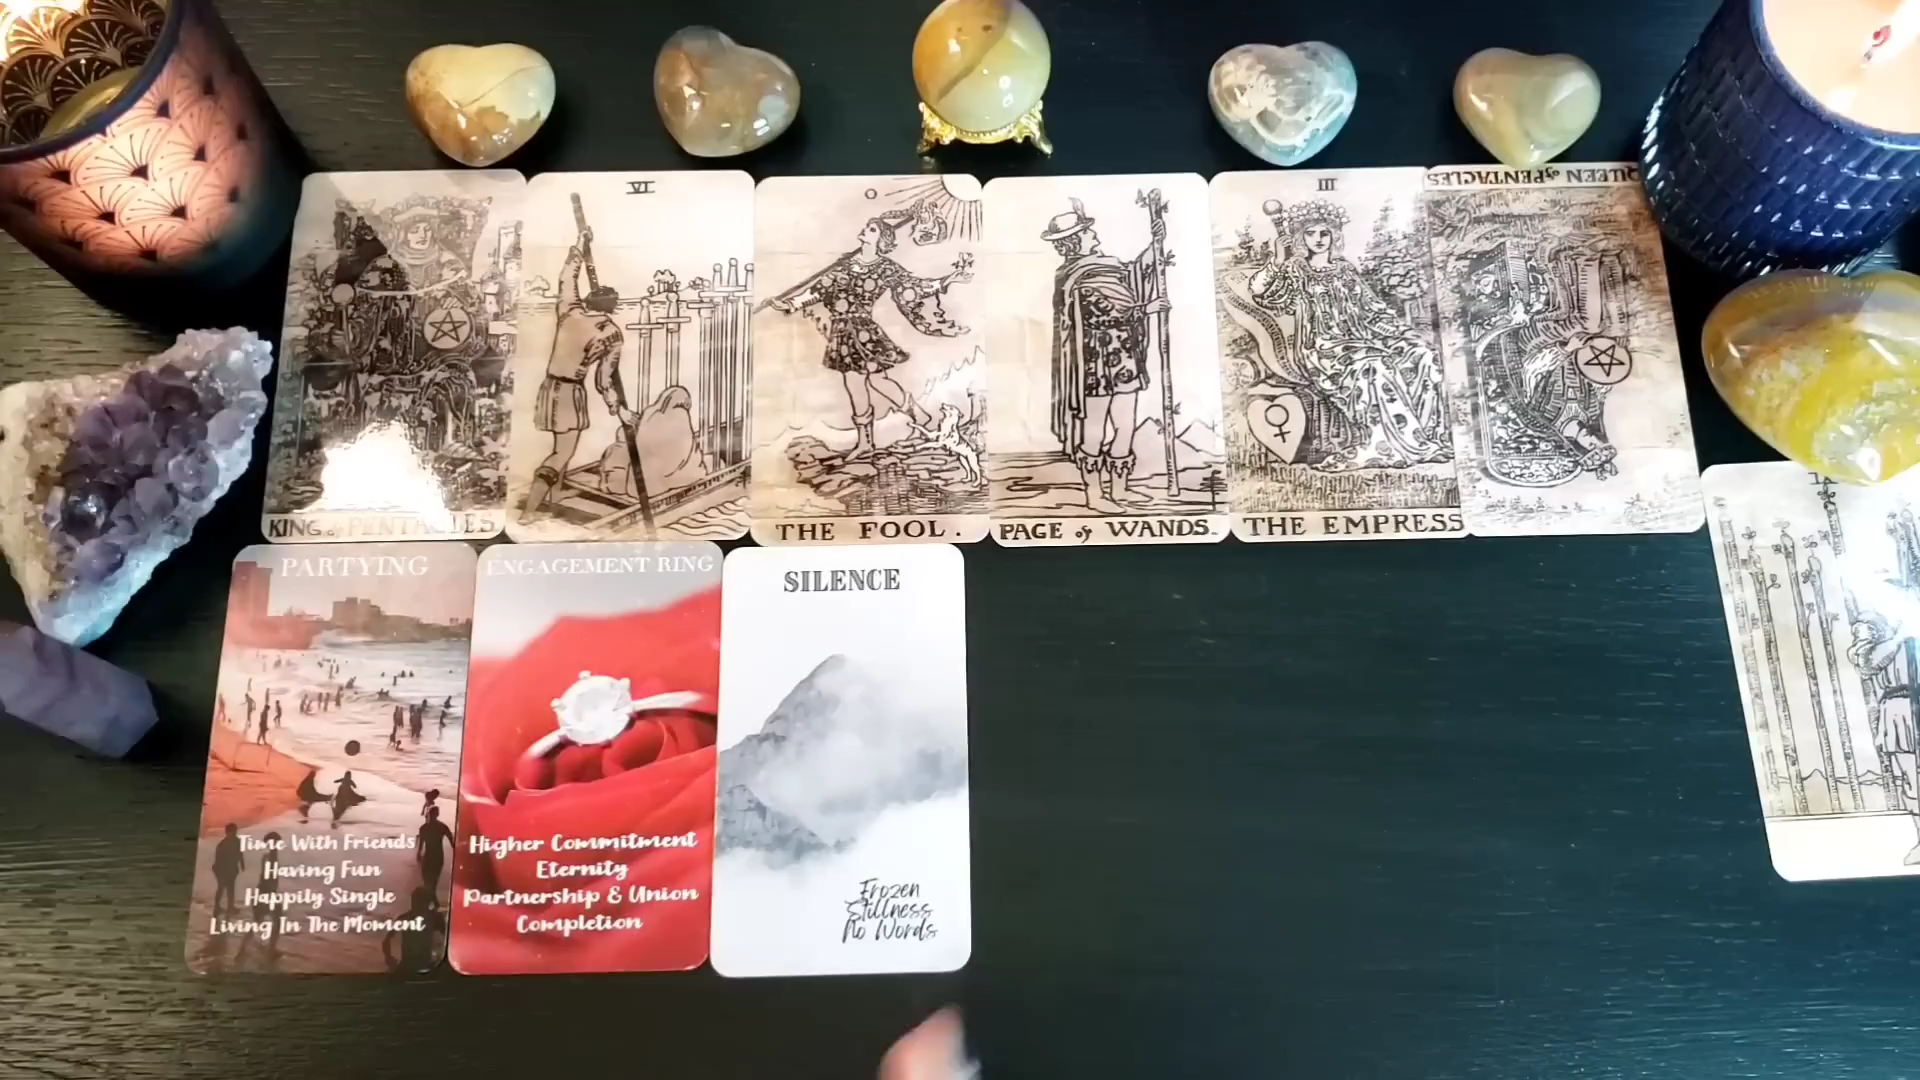 VI
III
QUEEN of PENTACLES
KING of PENTACLES
THE FOOL.
PAGE of WANDS.
THE EMPRESS
PARTYING
Time With Friends
Having Fun
Happily Single
Living In The Moment
ENGAGEMENT RING
Higher Commitment
Eternity
Partnership & Union
Completion
SILENCE
Frozen
Stillness
No Words